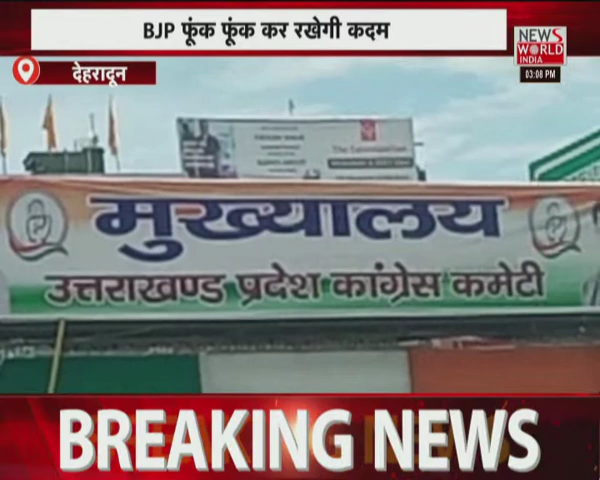 BJP फूंक फूंक कर रखेगी कदम
NEWS
WORLD
INDIA
03:08 PM
देहरादून
मुख्यालय
उत्तराखण्ड प्रदेश कांग्रेस कमेटी
BREAKING NEWS